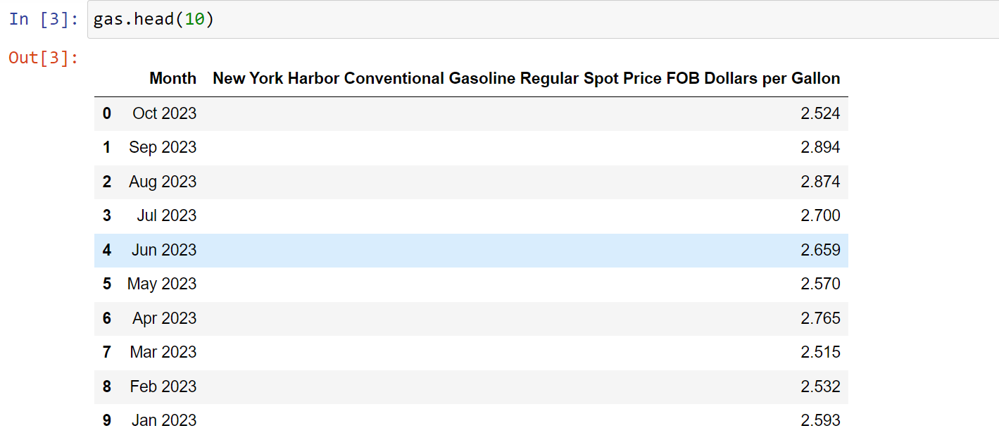 In [3]: gas.head(10)
Out[3]:
Month New York Harbor Conventional Gasoline Regular Spot Price FOB Dollars per Gallon
0 Oct 2023 2.524
1 Sep 2023 2.894
2 Aug 2023 2.874
3 Jul 2023 2.700
4 Jun 2023 2.659
5 May 2023 2.570
6 Apr 2023 2.765
7 Mar 2023 2.515
8 Feb 2023 2.532
9 Jan 2023 2.593